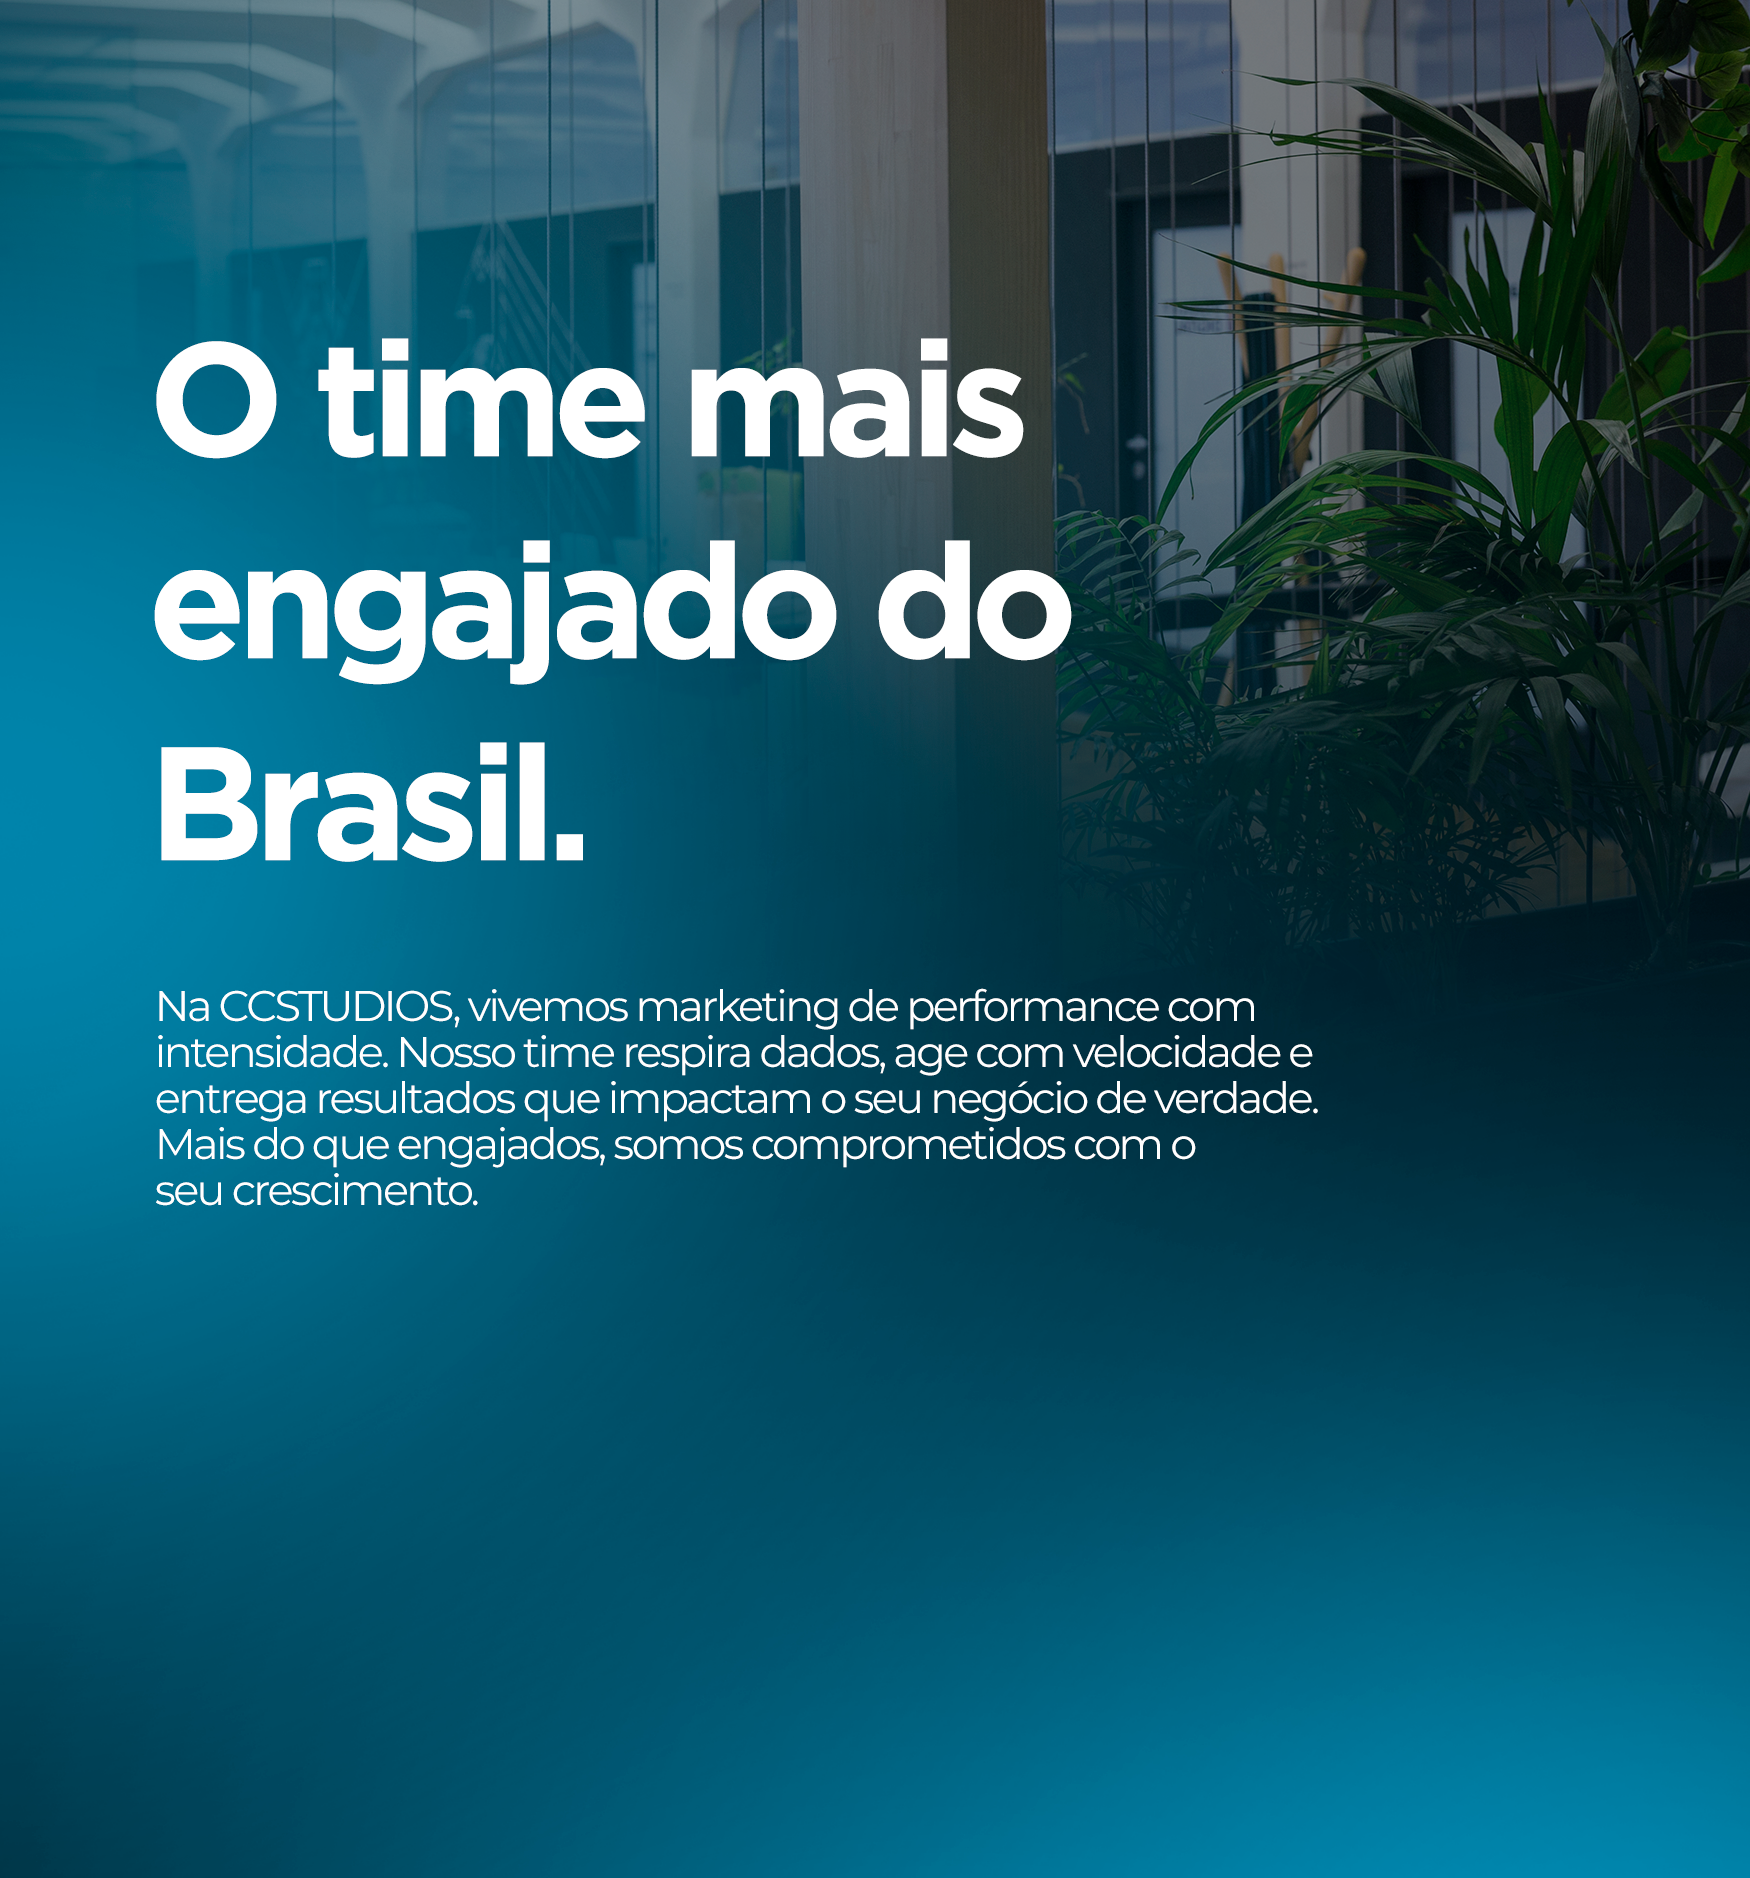 O time mais
engajado do
Brasil.
Na CCSTUDIOS, vivemos marketing de performance com
intensidade. Nosso time respira dados, age com velocidade e
entrega resultados que impactam o seu negócio de verdade.
Mais do que engajados, somos comprometidos com o
seu crescimento.